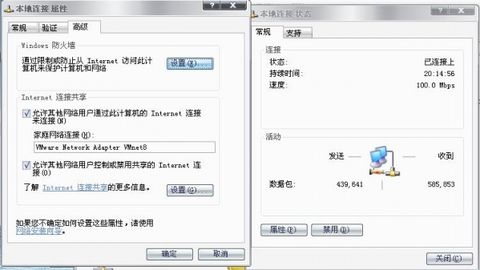 本地连接 属性
常规 验证 高级
Windows 防火墙
通过限制或防止从 Internet 访问此计
算机来保护计算机和网络
设置(E)...
Internet 连接共享
允许其他网络用户通过此计算机的 Internet 连接
来连接(N)
家庭网络连接(H):
VMware Network Adapter VMnet8
允许其他网络用户控制或禁用共享的 Internet 连
接(O)
了解 Internet 连接共享的更多信息。
设置(G)...
如果您不确定如何设置这些属性，请使用
网络安装向导。
确定 取消
本地连接 状态
常规 支持
连接
状态: 已连接上
持续时间: 20:14:56
速度: 100.0 Mbps
活动
发送 — — 收到
数据包: 439,641 585,853
属性(P) 禁用(D)
关闭(C)